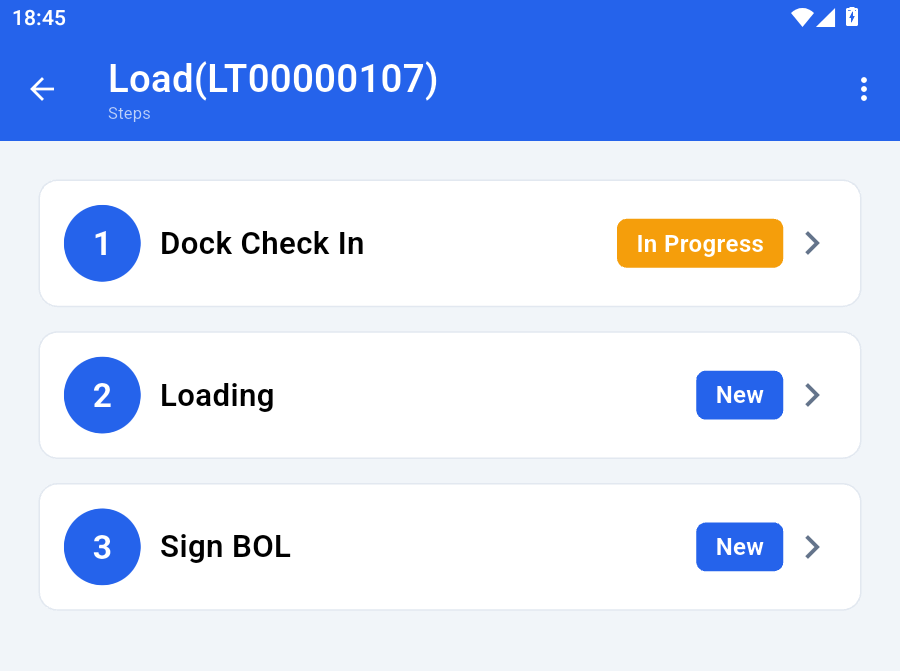 18:45
Load(LT00000107)
Steps
1 Dock Check In In Progress
2 Loading New
3 Sign BOL New